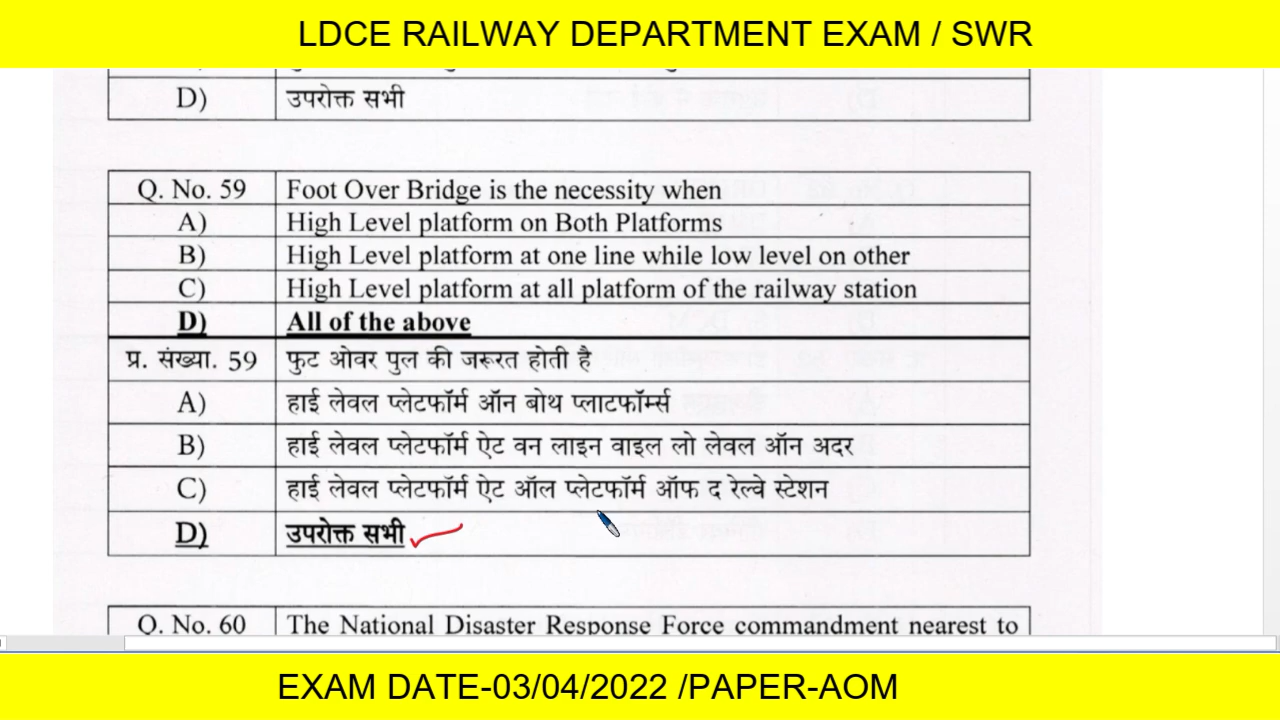 LDCE RAILWAY DEPARTMENT EXAM / SWR
D) उपरोक्त सभी
Q. No. 59 Foot Over Bridge is the necessity when
A) High Level platform on Both Platforms
B) High Level platform at one line while low level on other
C) High Level platform at all platform of the railway station
D) All of the above
प्र. संख्या. 59 फुट ओवर पुल की जरूरत होती है
A) हाई लेवल प्लेटफॉर्म ऑन बोथ प्लाटफॉर्म्स
B) हाई लेवल प्लेटफॉर्म ऐट वन लाइन वाइल लो लेवल ऑन अदर
C) हाई लेवल प्लेटफॉर्म ऐट ऑल प्लेटफॉर्म ऑफ द रेल्वे स्टेशन
D) उपरोक्त सभी
Q. No. 60 The National Disaster Response Force commandment nearest to
EXAM DATE-03/04/2022 /PAPER-AOM